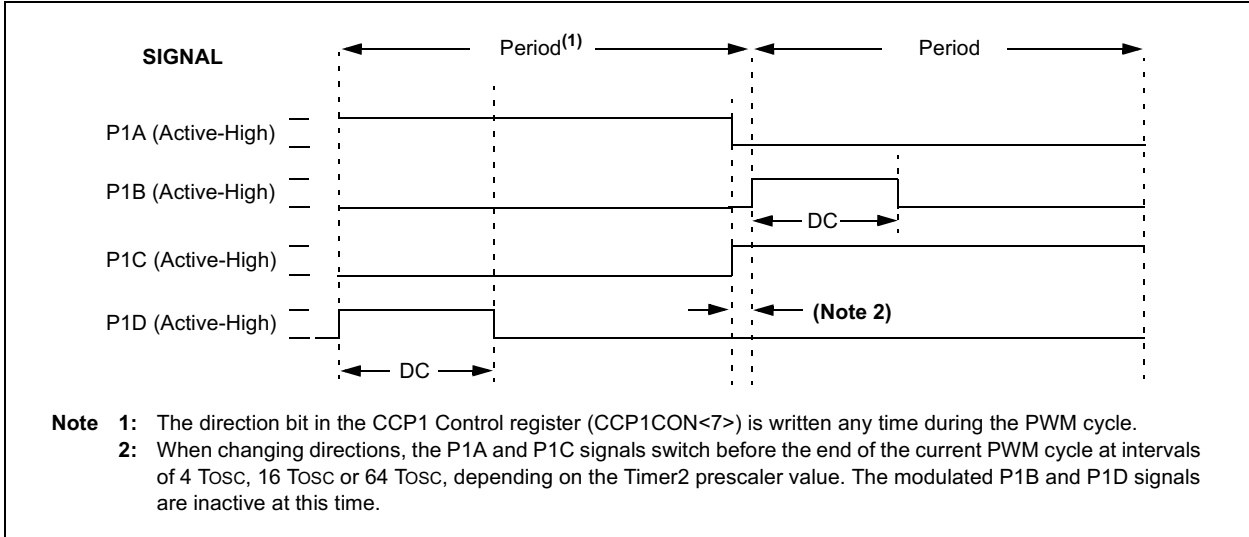 SIGNAL
Period(1)
Period
P1A (Active-High)
P1B (Active-High)
DC
P1C (Active-High)
P1D (Active-High)
(Note 2)
DC
Note 1: The direction bit in the CCP1 Control register (CCP1CON<7>) is written any time during the PWM cycle.
2: When changing directions, the P1A and P1C signals switch before the end of the current PWM cycle at intervals
of 4 TOSC, 16 TOSC or 64 TOSC, depending on the Timer2 prescaler value. The modulated P1B and P1D signals
are inactive at this time.